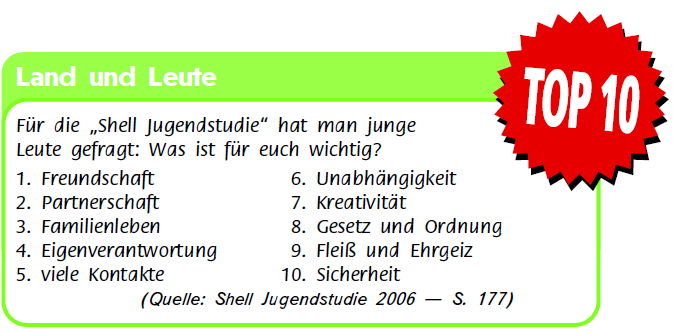 Land und Leute
TOP 10
Für die „Shell Jugendstudie“ hat man junge
Leute gefragt: Was ist für euch wichtig?
1. Freundschaft
2. Partnerschaft
3. Familienleben
4. Eigenverantwortung
5. viele Kontakte
6. Unabhängigkeit
7. Kreativität
8. Gesetz und Ordnung
9. Fleiß und Ehrgeiz
10. Sicherheit
(Quelle: Shell Jugendstudie 2006 — S. 177)